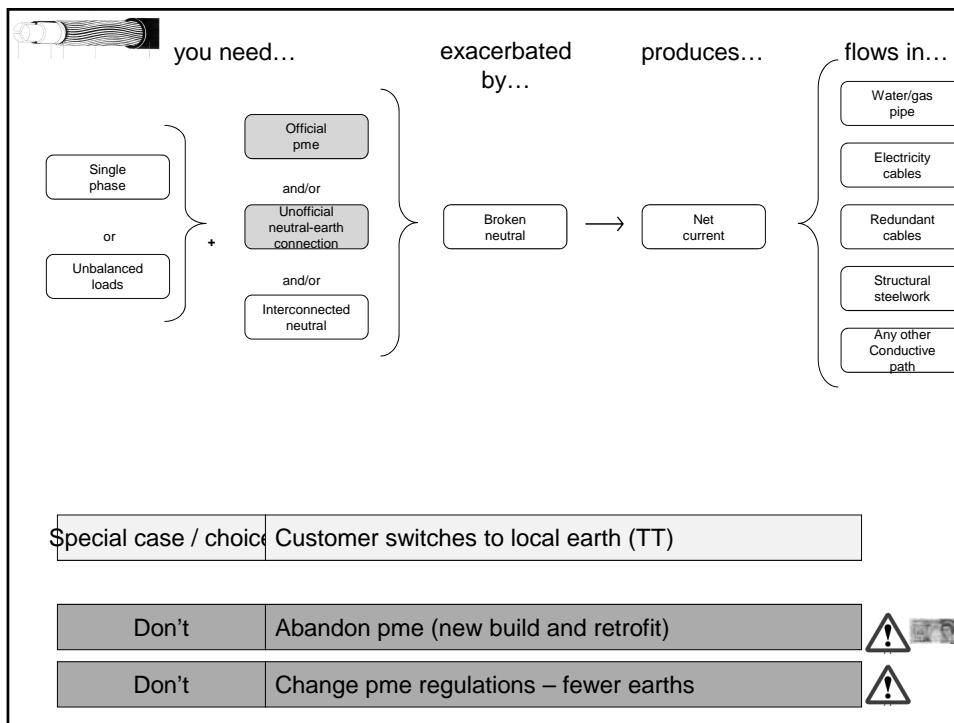 you need…
exacerbated
by…
produces…
flows in…
Single
phase
or
Unbalanced
loads
+
Official
pme
and/or
Unofficial
neutral-earth
connection
and/or
Interconnected
neutral
Broken
neutral
Net
current
Water/gas
pipe
Electricity
cables
Redundant
cables
Structural
steelwork
Any other
Conductive
path
Special case / choice Customer switches to local earth (TT)
Don't Abandon pme (new build and retrofit)
Don't Change pme regulations – fewer earths